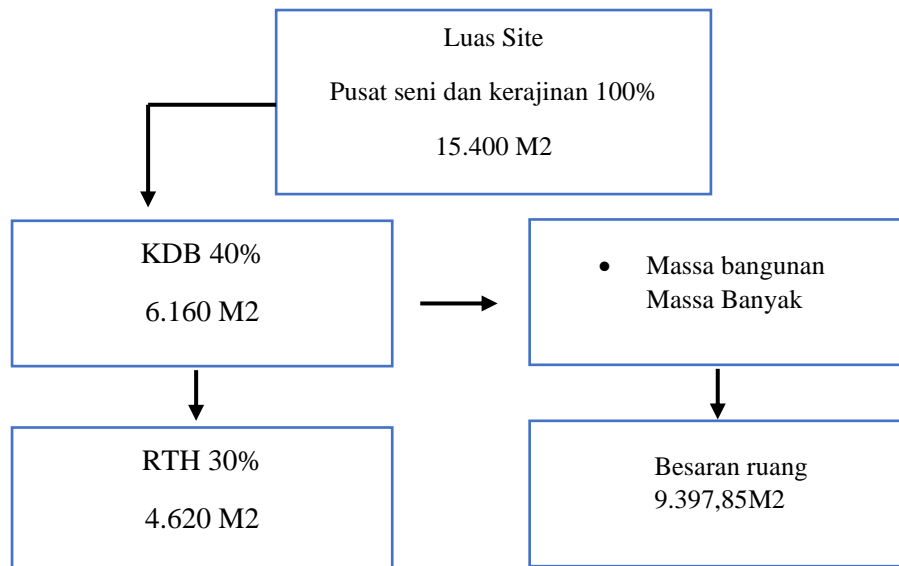 Luas Site
Pusat seni dan kerajinan 100%
15.400 M2
KDB 40%
6.160 M2
• Massa bangunan
Massa Banyak
RTH 30%
4.620 M2
Besaran ruang
9.397,85M2